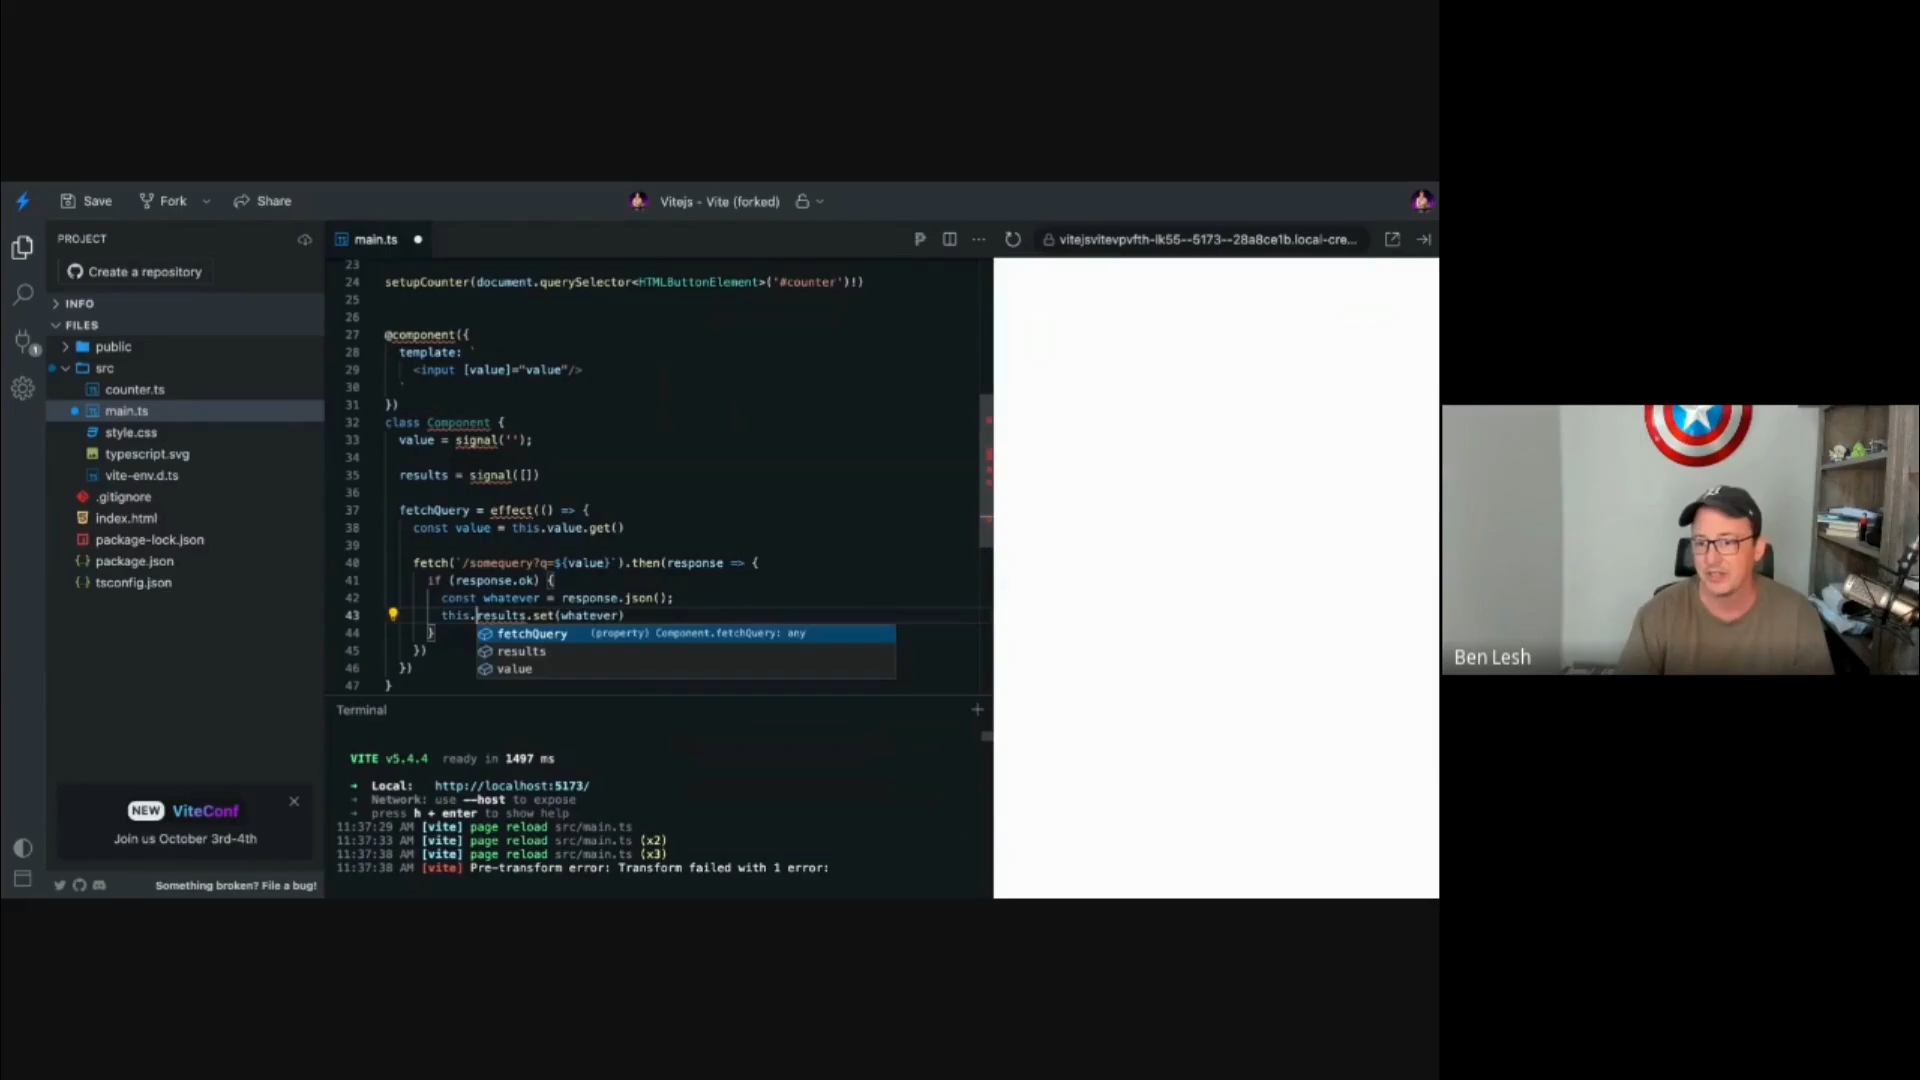 Save
Fork
Share
Vitejs - Vite (forked)
PROJECT
Create a repository
INFO
FILES
public
src
counter.ts
main.ts
style.css
typescript.svg
vite-env.d.ts
.gitignore
index.html
package-lock.json
package.json
tsconfig.json
NEW ViteConf
Join us October 3rd-4th
Something broken? File a bug!
main.ts
23
24 setupCounter(document.querySelector<HTMLButtonElement>('#counter')!)
25
26
27 @component({
28 template: `
29 <input [value]="value"/>
30 `
31 })
32 class Component {
33 value = signal('');
34
35 results = signal([])
36
37 fetchQuery = effect(() => {
38 const value = this.value.get()
39
40 fetch(`/somequery?q=${value}`).then(response => {
41 if (response.ok) {
42 const whatever = response.json();
43 this.results.set(whatever)
44 }
45 })
46 })
47 }
fetchQuery (property) Component.fetchQuery: any
results
value
Terminal
VITE v5.4.4 ready in 1497 ms
➜ Local: http://localhost:5173/
➜ Network: use --host to expose
➜ press h + enter to show help
11:37:29 AM [vite] page reload src/main.ts
11:37:33 AM [vite] page reload src/main.ts (x2)
11:37:38 AM [vite] page reload src/main.ts (x3)
11:37:38 AM [vite] Pre-transform error: Transform failed with 1 error:
vitejsvitevpvfth-lk55--5173--28a8ce1b.local-cre...
Ben Lesh